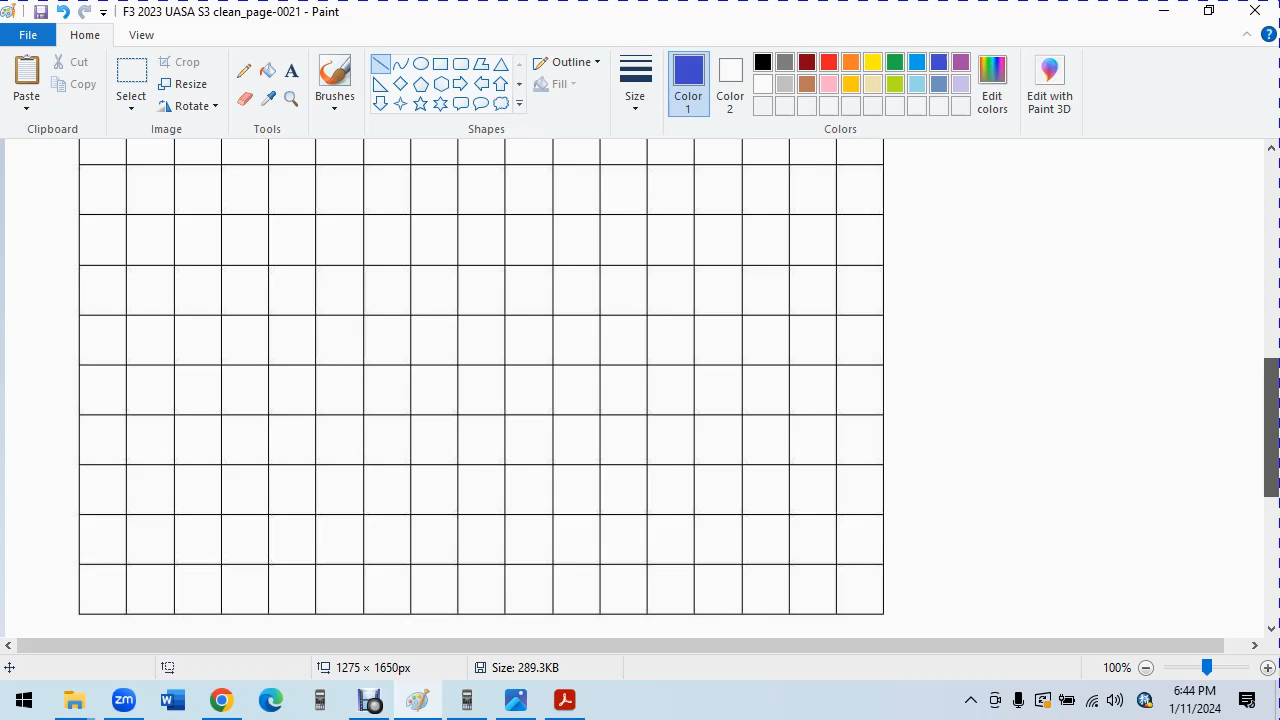 F3 2023 UASA S3 clean_page-0021 - Paint
File
Home
View
Paste
Cut
Copy
Clipboard
Select
Resize
Rotate
Image
Tools
Brushes
Shapes
Outline
Fill
Size
Color 1
Color 2
Colors
Edit colors
Edit with Paint 3D
1275 × 1650px
Size: 289.3KB
100%
6:44 PM
1/11/2024